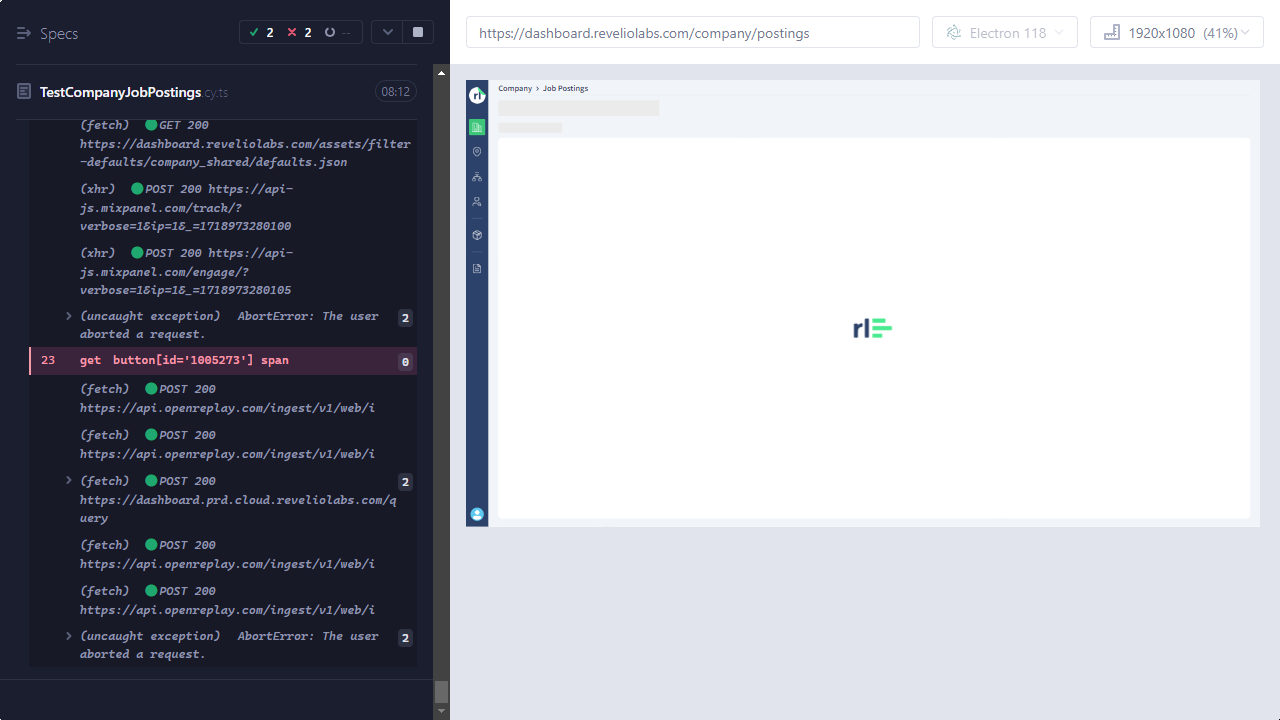 Specs
2
2
--
TestCompanyJobPostings.cy.ts
08:12
(fetch) GET 200
https://dashboard.reveliolabs.com/assets/filter
-defaults/company_shared/defaults.json
(xhr) POST 200 https://api-
js.mixpanel.com/track/?
verbose=1&ip=1&_=1718973280100
(xhr) POST 200 https://api-
js.mixpanel.com/engage/?
verbose=1&ip=1&_=1718973280105
(uncaught exception) AbortError: The user 2
aborted a request.
23 get button[id='1005273'] span 0
(fetch) POST 200
https://api.openreplay.com/ingest/v1/web/i
(fetch) POST 200
https://api.openreplay.com/ingest/v1/web/i
(fetch) POST 200 2
https://dashboard.prd.cloud.reveliolabs.com/q
uery
(fetch) POST 200
https://api.openreplay.com/ingest/v1/web/i
(fetch) POST 200
https://api.openreplay.com/ingest/v1/web/i
(uncaught exception) AbortError: The user 2
aborted a request.
https://dashboard.reveliolabs.com/company/postings
Electron 118
1920x1080 (41%)
rl
Company > Job Postings
rl